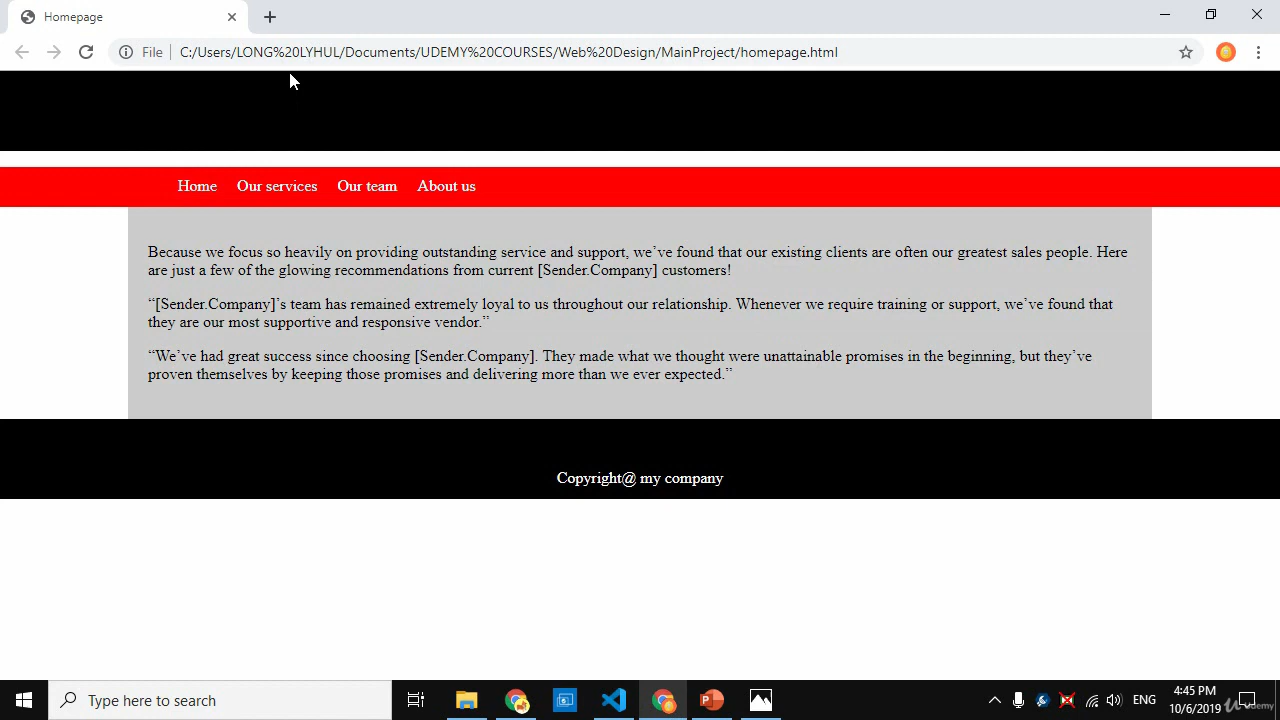 Homepage
File
C:/Users/LONG%20LYHUL/Documents/UDEMY%20COURSES/Web%20Design/MainProject/homepage.html
Home Our services Our team About us
Because we focus so heavily on providing outstanding service and support, we’ve found that our existing clients are often our greatest sales people. Here
are just a few of the glowing recommendations from current [Sender.Company] customers!
“[Sender.Company]’s team has remained extremely loyal to us throughout our relationship. Whenever we require training or support, we’ve found that
they are our most supportive and responsive vendor.”
“We’ve had great success since choosing [Sender.Company]. They made what we thought were unattainable promises in the beginning, but they’ve
proven themselves by keeping those promises and delivering more than we ever expected.”
Copyright@ my company
Type here to search
ENG
4:45 PM
10/6/2019
Udemy